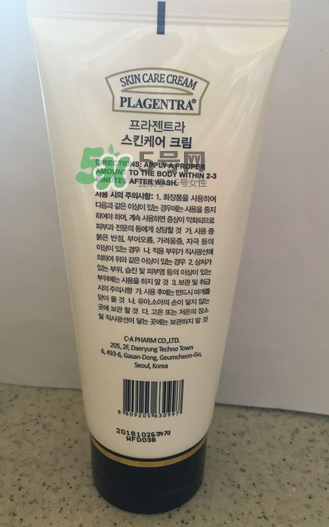 SKIN CARE CREAM
PLAGENTRA®
프라젠트라
스킨케어 크림
DIRECTIONS: APPLY A PROPER
AMOUNT TO THE BODY WITHIN 2-3
MINUTES AFTER WASH
5号网
사용 시의 주의사항: 1. 화장품을 사용하여
다음과 같은 이상이 있는 경우에는 사용을 중지
하여야 하며, 계속 사용하면 증상이 악화되므로
피부과 전문의 등에게 상담할 것 가. 사용 중
붉은 반점, 부어오름, 가려움증, 자극 등의
이상이 있는 경우 나. 적용 부위가 직사광선에
의하여 위와 같은 이상이 있는 경우 2. 상처가
있는 부위, 습진 및 피부염 등의 이상이 있는
부위에는 사용을 하지 말 것 3. 보관 및 취급
시의 주의사항 가. 사용 후에는 반드시 마개를
닫아 둘 것 나. 유아.소아의 손이 닿지 않는
곳에 보관 할 것 다. 고온 또는 저온의 장소
및 직사광선이 닿는 곳에는 보관하지 말 것
C-A PHARM CO.,LTD.
205, 2F, Daeryung Techno Town
6, 493-6, Gasan-Dong, Geumcheon-Gu,
Seoul, Korea
8 809205 630997
20181026까지
WFD038